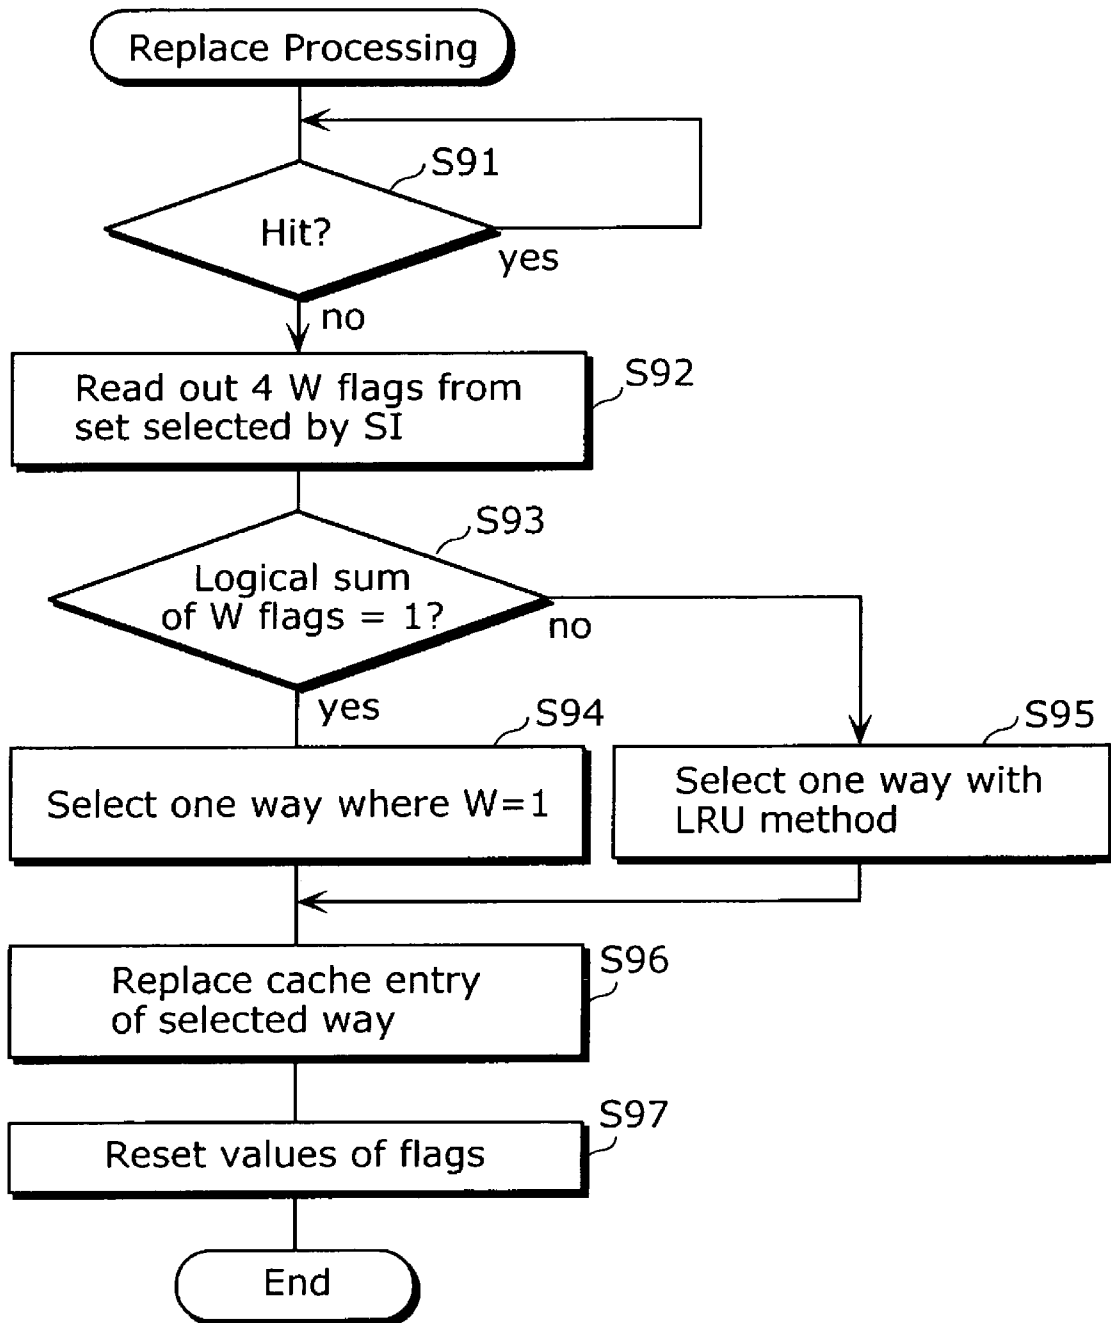 Replace Processing
S91
Hit?
yes
no
S92
Read out 4 W flags from
set selected by SI
S93
Logical sum
of W flags = 1?
no
yes
S94
S95
Select one way where W=1
Select one way with
LRU method
S96
Replace cache entry
of selected way
S97
Reset values of flags
End